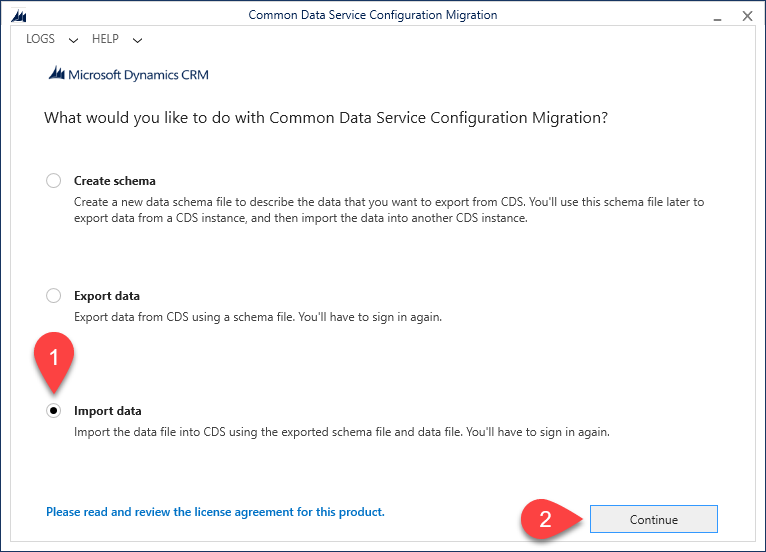 Common Data Service Configuration Migration
LOGS HELP
Microsoft Dynamics CRM
What would you like to do with Common Data Service Configuration Migration?
Create schema
Create a new data schema file to describe the data that you want to export from CDS. You'll use this schema file later to
export data from a CDS instance, and then import the data into another CDS instance.
Export data
Export data from CDS using a schema file. You'll have to sign in again.
1
Import data
Import the data file into CDS using the exported schema file and data file. You'll have to sign in again.
Please read and review the license agreement for this product.
2 Continue